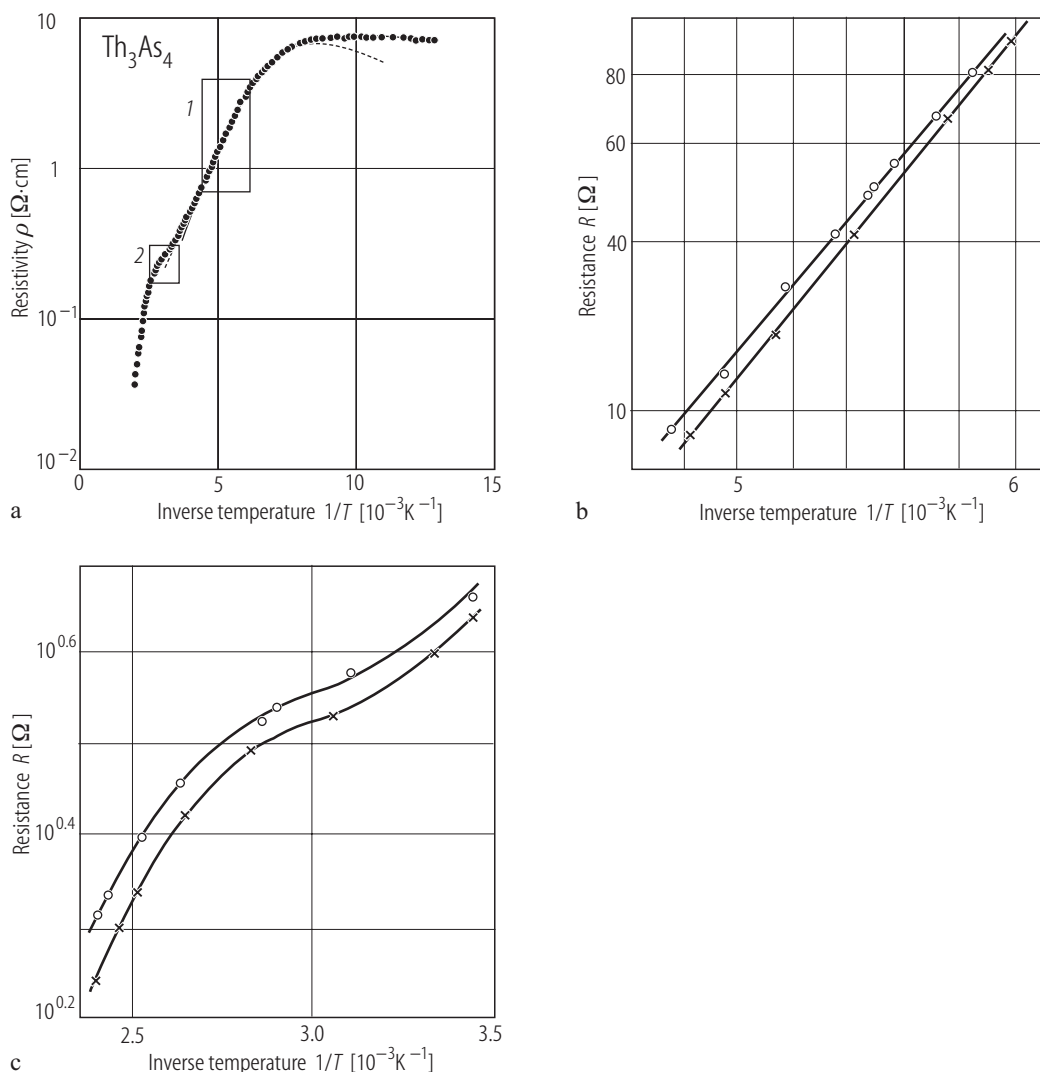 Th₃As₄
Resistivity ρ [Ω·cm]
10
1
10⁻¹
10⁻²
1
2
0 5 10 15
Inverse temperature 1/T [10⁻³K⁻¹]
a
Resistance R [Ω]
80
60
40
10
5 6
Inverse temperature 1/T [10⁻³K⁻¹]
b
Resistance R [Ω]
10⁰·⁶
10⁰·⁴
10⁰·²
2.5 3.0 3.5
Inverse temperature 1/T [10⁻³K⁻¹]
c